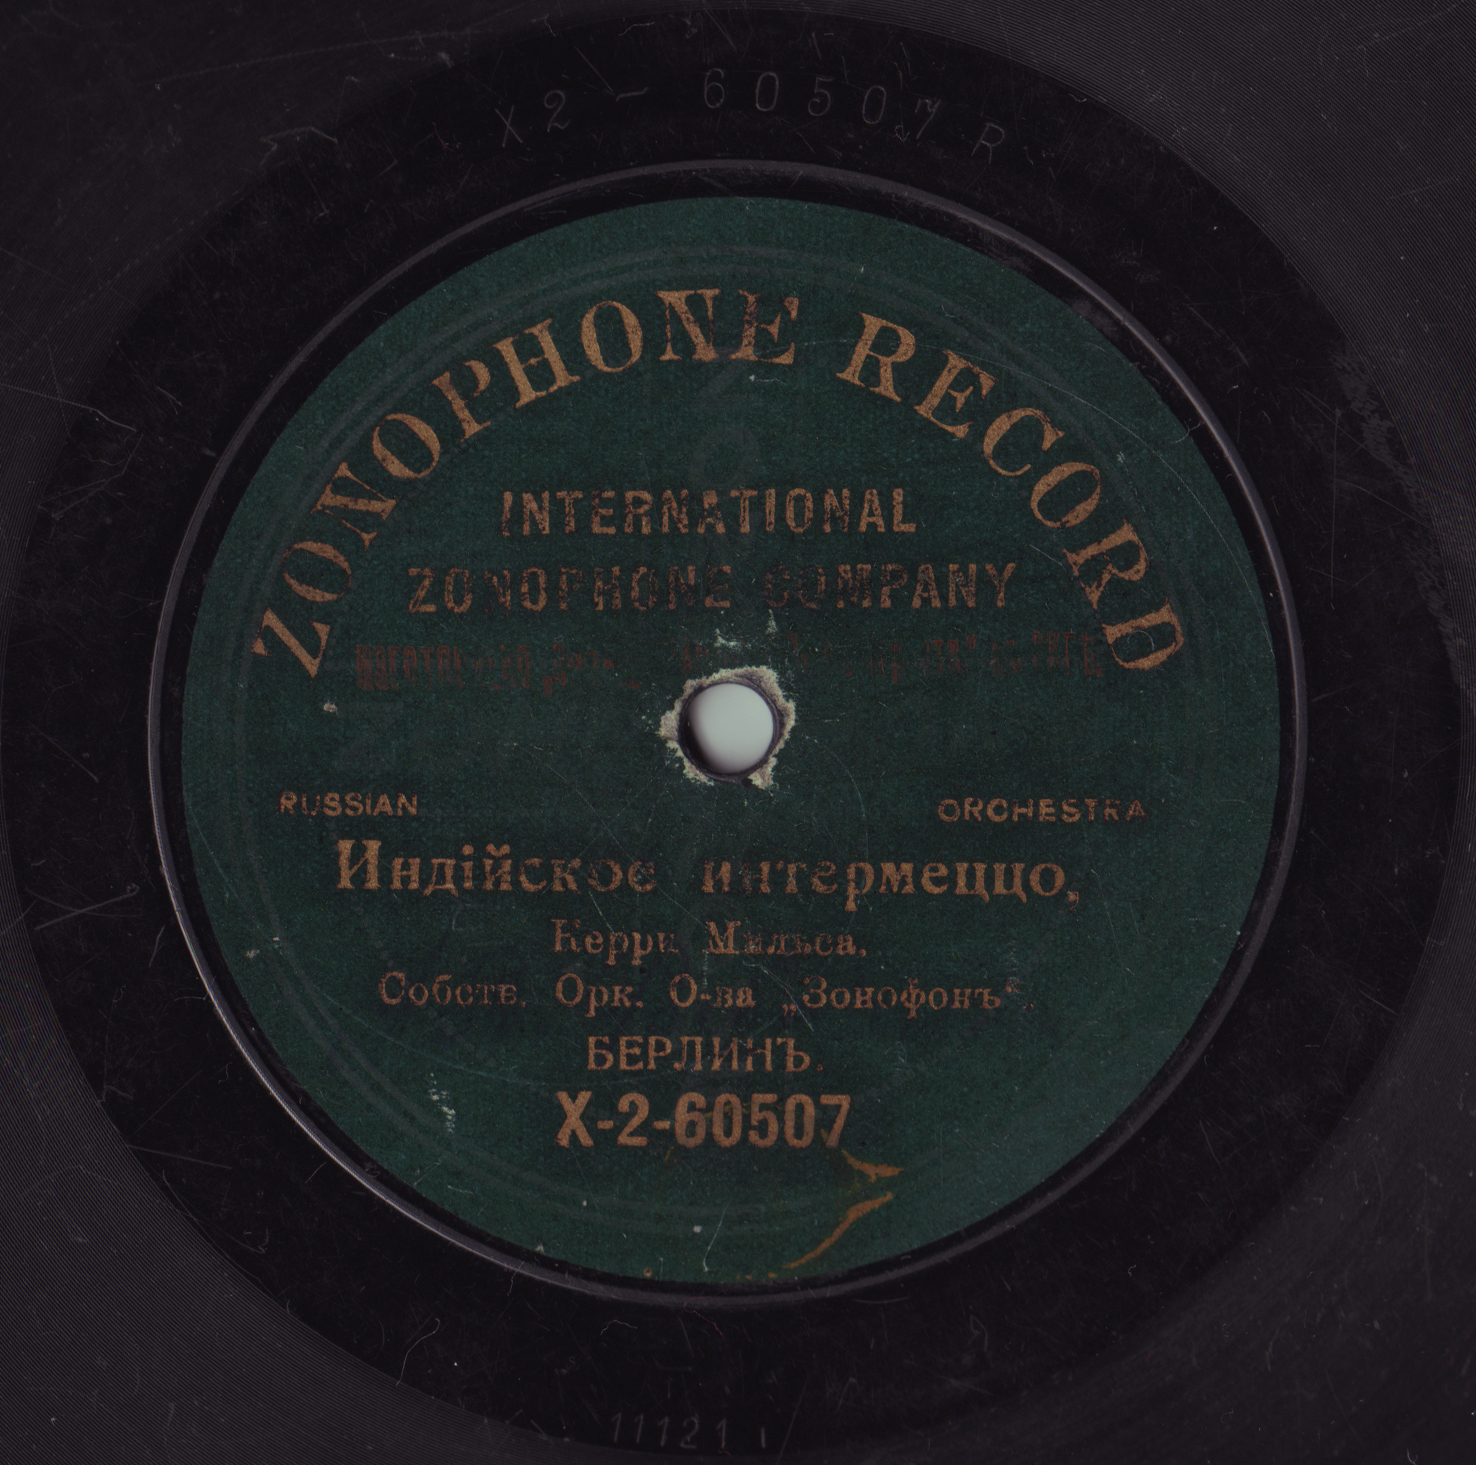 X2-60507 R
ZONOPHONE RECORD
INTERNATIONAL
ZONOPHONE COMPANY
RUSSIAN ORCHESTRA
Индійское интермеццо,
Керри Мильса,
Собств. Орк. О-ва „Зонофонъ“.
БЕРЛИНЪ.
X-2-60507
11121